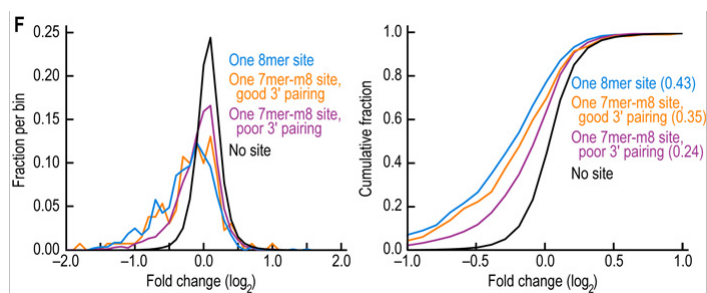 F
0.25
0.20
0.15
0.10
0.05
0.00
Fraction per bin
−2.0
−1.0
0.0
1.0
2.0
Fold change (log2)
One 8mer site
One 7mer-m8 site,
good 3' pairing
One 7mer-m8 site,
poor 3' pairing
No site
1.0
0.8
0.6
0.4
0.2
0.0
Cumulative fraction
−1.0
−0.5
0.0
0.5
1.0
Fold change (log2)
One 8mer site (0.43)
One 7mer-m8 site,
good 3' pairing (0.35)
One 7mer-m8 site,
poor 3' pairing (0.24)
No site